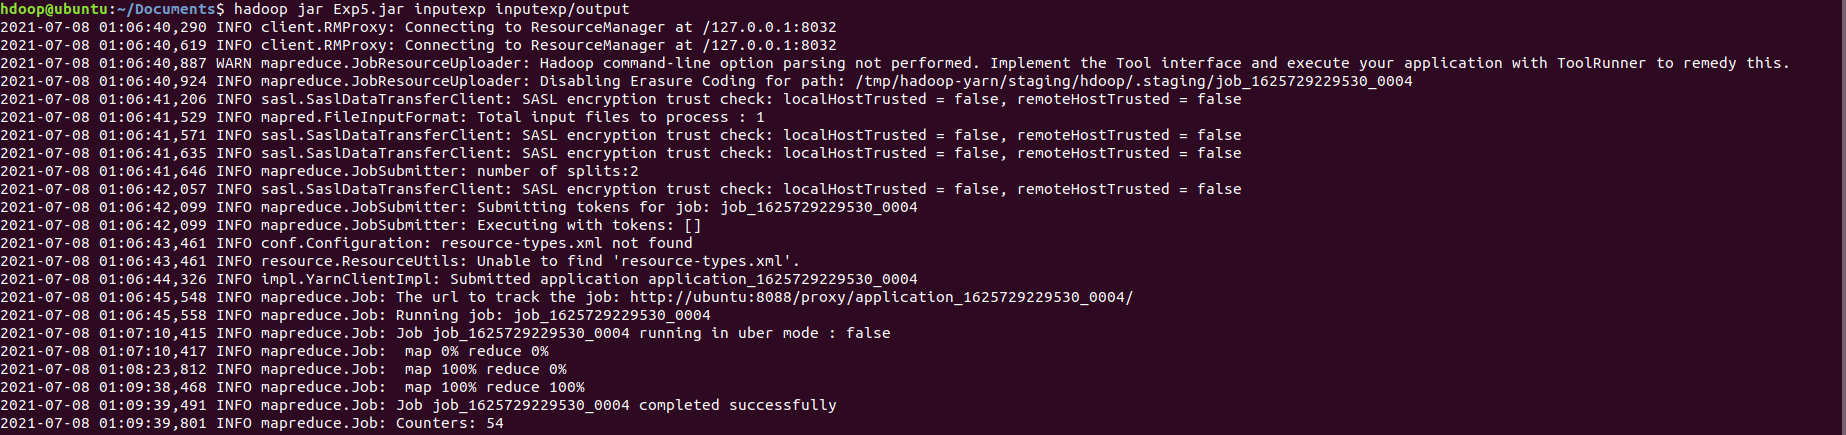 hdoop@ubuntu:~/Documents$ hadoop jar Exp5.jar inputexp inputexp/output
2021-07-08 01:06:40,290 INFO client.RMProxy: Connecting to ResourceManager at /127.0.0.1:8032
2021-07-08 01:06:40,619 INFO client.RMProxy: Connecting to ResourceManager at /127.0.0.1:8032
2021-07-08 01:06:40,887 WARN mapreduce.JobResourceUploader: Hadoop command-line option parsing not performed. Implement the Tool interface and execute your application with ToolRunner to remedy this.
2021-07-08 01:06:40,924 INFO mapreduce.JobResourceUploader: Disabling Erasure Coding for path: /tmp/hadoop-yarn/staging/hdoop/.staging/job_1625729229530_0004
2021-07-08 01:06:41,206 INFO sasl.SaslDataTransferClient: SASL encryption trust check: localHostTrusted = false, remoteHostTrusted = false
2021-07-08 01:06:41,529 INFO mapred.FileInputFormat: Total input files to process : 1
2021-07-08 01:06:41,571 INFO sasl.SaslDataTransferClient: SASL encryption trust check: localHostTrusted = false, remoteHostTrusted = false
2021-07-08 01:06:41,635 INFO sasl.SaslDataTransferClient: SASL encryption trust check: localHostTrusted = false, remoteHostTrusted = false
2021-07-08 01:06:41,646 INFO mapreduce.JobSubmitter: number of splits:2
2021-07-08 01:06:42,057 INFO sasl.SaslDataTransferClient: SASL encryption trust check: localHostTrusted = false, remoteHostTrusted = false
2021-07-08 01:06:42,099 INFO mapreduce.JobSubmitter: Submitting tokens for job: job_1625729229530_0004
2021-07-08 01:06:42,099 INFO mapreduce.JobSubmitter: Executing with tokens: []
2021-07-08 01:06:43,461 INFO conf.Configuration: resource-types.xml not found
2021-07-08 01:06:43,461 INFO resource.ResourceUtils: Unable to find 'resource-types.xml'.
2021-07-08 01:06:44,326 INFO impl.YarnClientImpl: Submitted application application_1625729229530_0004
2021-07-08 01:06:45,548 INFO mapreduce.Job: The url to track the job: http://ubuntu:8088/proxy/application_1625729229530_0004/
2021-07-08 01:06:45,558 INFO mapreduce.Job: Running job: job_1625729229530_0004
2021-07-08 01:07:10,415 INFO mapreduce.Job: Job job_1625729229530_0004 running in uber mode : false
2021-07-08 01:07:10,417 INFO mapreduce.Job:  map 0% reduce 0%
2021-07-08 01:08:23,812 INFO mapreduce.Job:  map 100% reduce 0%
2021-07-08 01:09:38,468 INFO mapreduce.Job:  map 100% reduce 100%
2021-07-08 01:09:39,491 INFO mapreduce.Job: Job job_1625729229530_0004 completed successfully
2021-07-08 01:09:39,801 INFO mapreduce.Job: Counters: 54